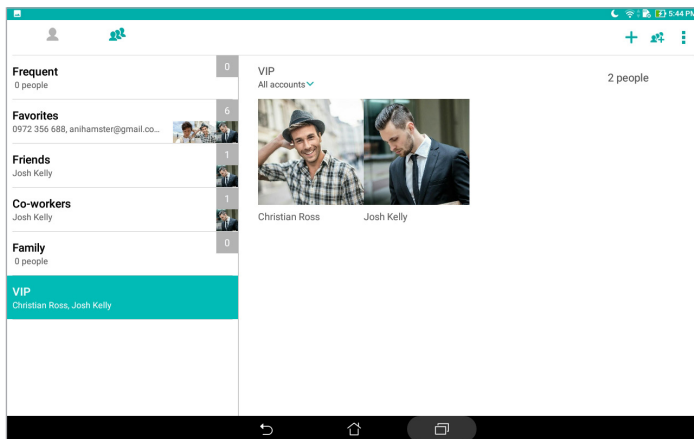 5:44 PM
Frequent
0
0 people
Favorites
6
0972 356 688, anihamster@gmail.co...
Friends
1
Josh Kelly
Co-workers
1
Josh Kelly
Family
0
0 people
VIP
Christian Ross, Josh Kelly
VIP
All accounts
2 people
Christian Ross
Josh Kelly